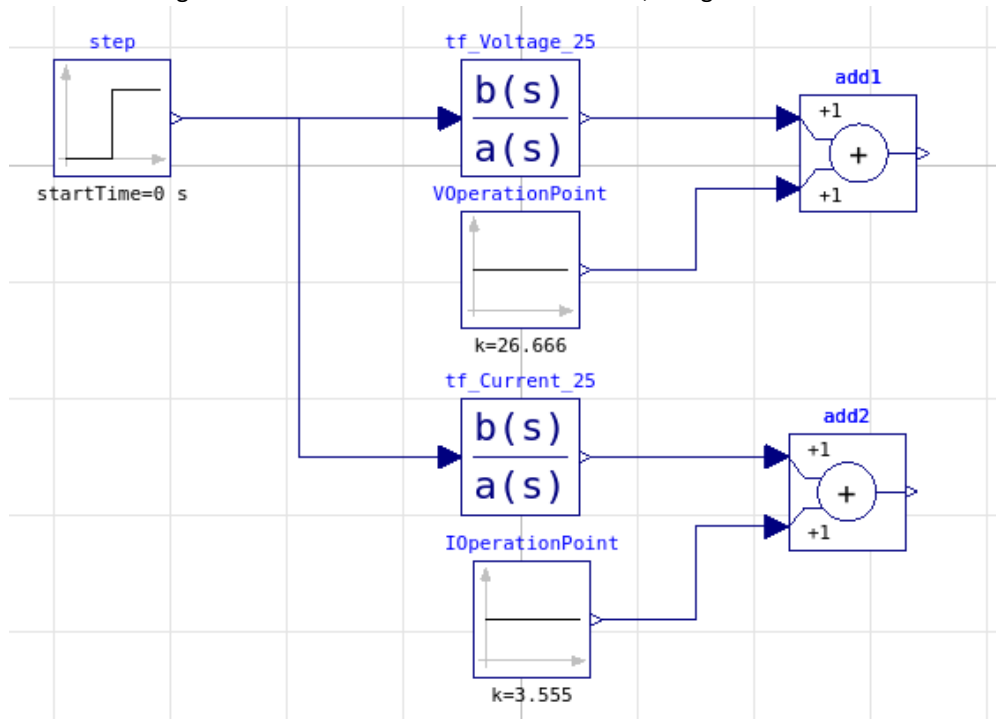 step
tf_Voltage_25
b(s)
a(s)
add1
+1
+
+1
startTime=0 s
VOperationPoint
k=26.666
tf_Current_25
b(s)
a(s)
add2
+1
+
+1
IOperationPoint
k=3.555